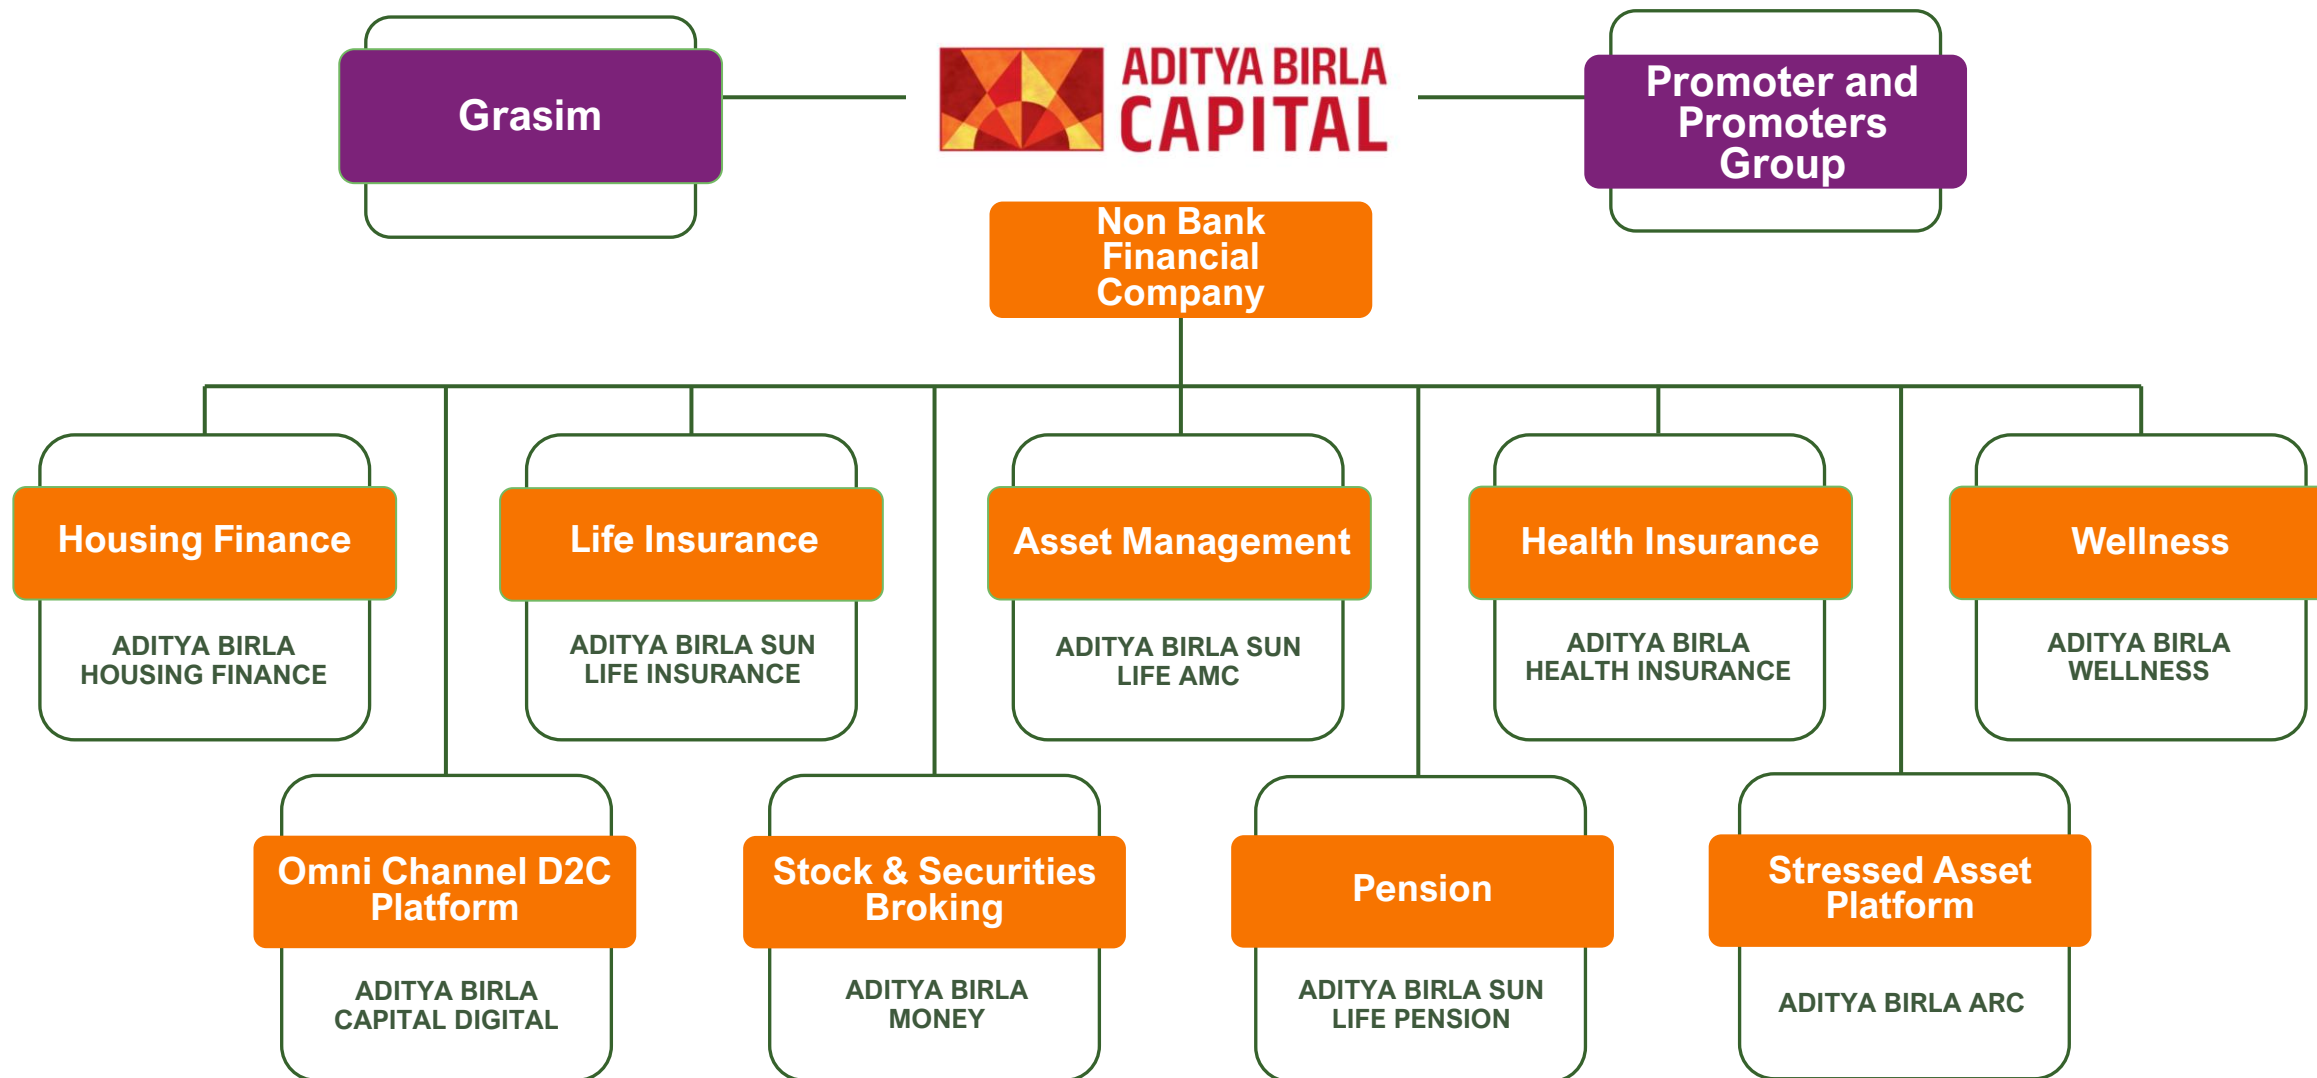 Grasim
ADITYA BIRLA
CAPITAL
Promoter and
Promoters
Group
Non Bank
Financial
Company
Housing Finance
ADITYA BIRLA
HOUSING FINANCE
Life Insurance
ADITYA BIRLA SUN
LIFE INSURANCE
Asset Management
ADITYA BIRLA SUN
LIFE AMC
Health Insurance
ADITYA BIRLA
HEALTH INSURANCE
Wellness
ADITYA BIRLA
WELLNESS
Omni Channel D2C
Platform
ADITYA BIRLA
CAPITAL DIGITAL
Stock & Securities
Broking
ADITYA BIRLA
MONEY
Pension
ADITYA BIRLA SUN
LIFE PENSION
Stressed Asset
Platform
ADITYA BIRLA ARC